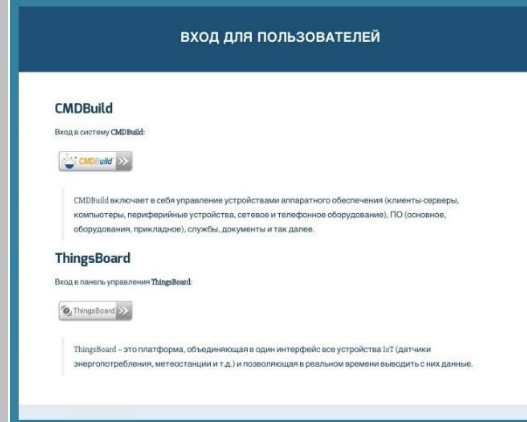 ВХОД ДЛЯ ПОЛЬЗОВАТЕЛЕЙ
CMDBuild
Вход в систему CMDBuild:
CMDBuild
CMDBuild включает в себя управление устройствами аппаратного обеспечения (клиенты-серверы,
компьютеры, периферийные устройства, сетевое и телефонное оборудование), ПО (основное,
оборудования, прикладное), службы, документы и так далее.
ThingsBoard
Вход в панель управления ThingsBoard:
ThingsBoard
ThingsBoard – это платформа, объединяющая в один интерфейс все устройства IoT (датчики
энергопотребления, метеостанции и т.д.) и позволяющая в реальном времени выводить с них данные.